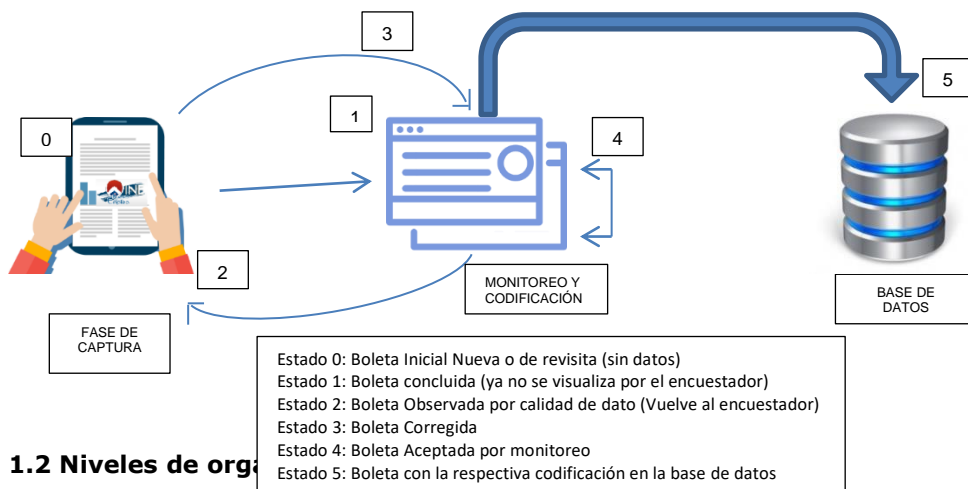 3
5
1
4
0
INE
2
MONITOREO Y
CODIFICACIÓN
BASE DE
DATOS
FASE DE
CAPTURA
Estado 0: Boleta Inicial Nueva o de revisita (sin datos)
Estado 1: Boleta concluida (ya no se visualiza por el encuestador)
Estado 2: Boleta Observada por calidad de dato (Vuelve al encuestador)
Estado 3: Boleta Corregida
Estado 4: Boleta Aceptada por monitoreo
Estado 5: Boleta con la respectiva codificación en la base de datos
1.2 Niveles de orga